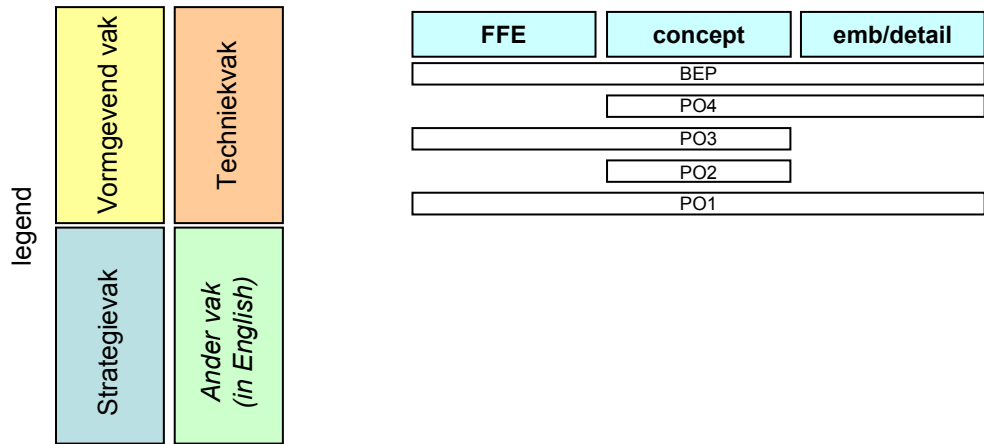 legend
Vormgevend vak
Techniekvak
Strategievak
Ander vak
(in English)
FFE
concept
emb/detail
BEP
PO4
PO3
PO2
PO1